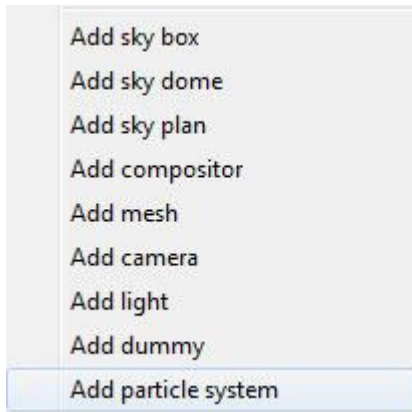 Add sky box
Add sky dome
Add sky plan
Add compositor
Add mesh
Add camera
Add light
Add dummy
Add particle system